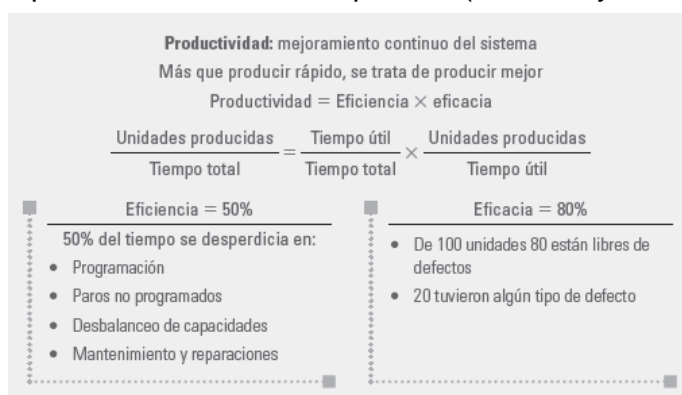 Productividad: mejoramiento continuo del sistema
Más que producir rápido, se trata de producir mejor
Productividad = Eficiencia × eficacia
Unidades producidas / Tiempo total = Tiempo útil / Tiempo total × Unidades producidas / Tiempo útil
Eficiencia = 50%
50% del tiempo se desperdicia en:
• Programación
• Paros no programados
• Desbalanceo de capacidades
• Mantenimiento y reparaciones
Eficacia = 80%
• De 100 unidades 80 están libres de
defectos
• 20 tuvieron algún tipo de defecto